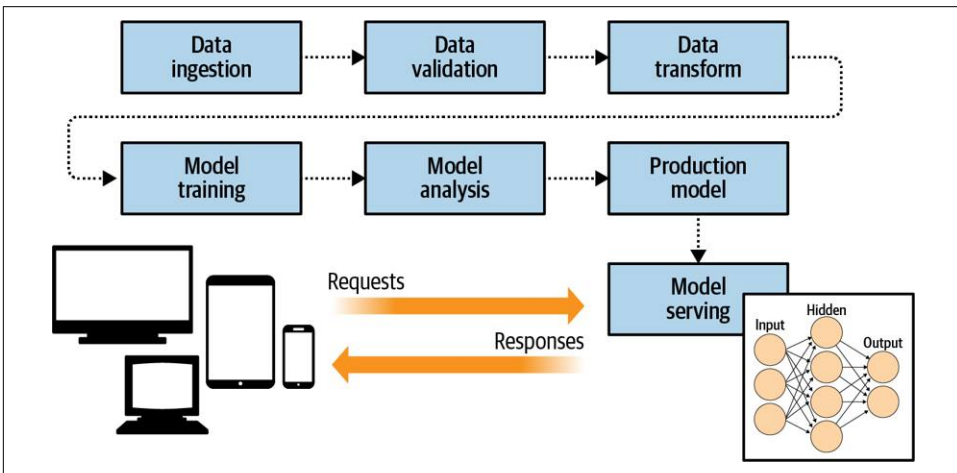 Data
ingestion
Data
validation
Data
transform
Model
training
Model
analysis
Production
model
Requests
Model
serving
Responses
Input
Hidden
Output